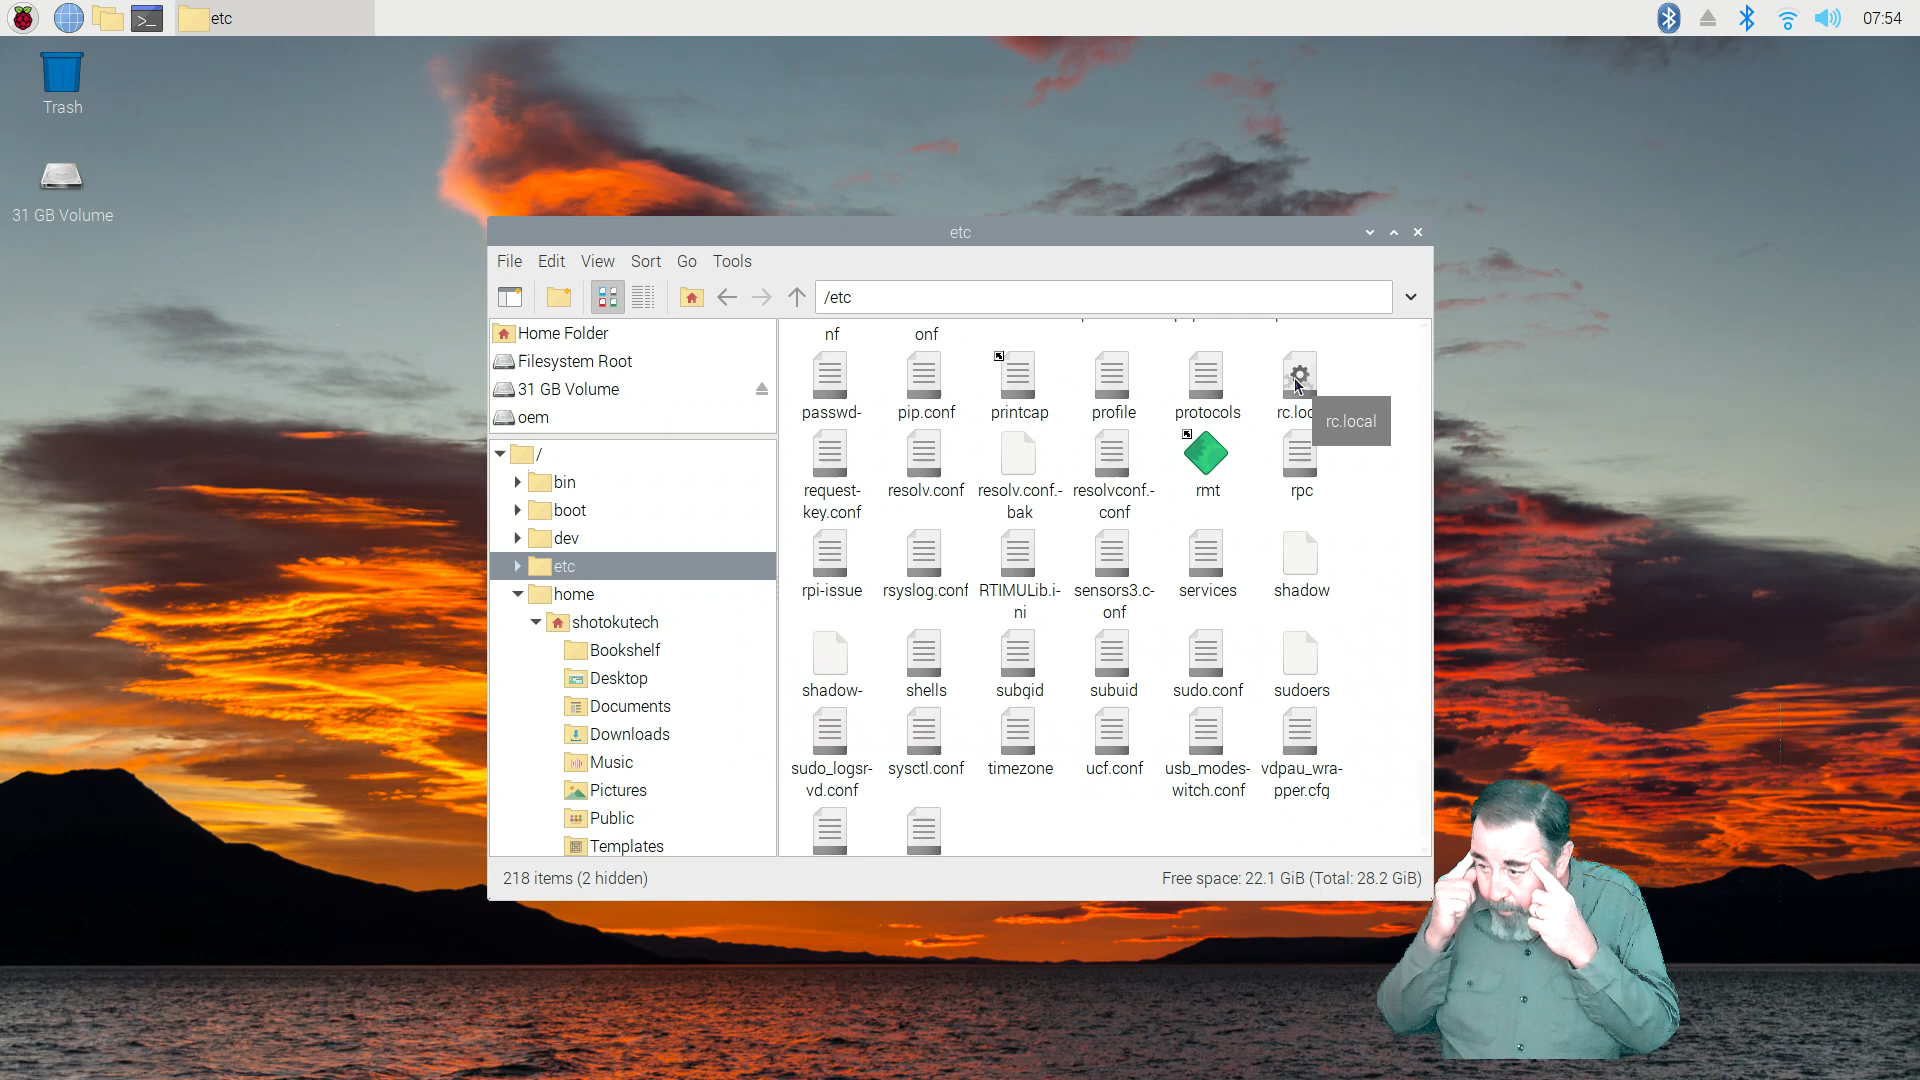 etc
07:54
Trash
31 GB Volume
etc
File Edit View Sort Go Tools
/etc
Home Folder
Filesystem Root
31 GB Volume
oem
/
bin
boot
dev
etc
home
shotokutech
Bookshelf
Desktop
Documents
Downloads
Music
Pictures
Public
Templates
nf onf
passwd- pip.conf printcap profile protocols rc.loc
rc.local
request- resolv.conf resolv.conf.- resolvconf.- rmt rpc
key.conf bak conf
rpi-issue rsyslog.conf RTIMULib.i- sensors3.c- services shadow
ni onf
shadow- shells subgid subuid sudo.conf sudoers
sudo_logsr- sysctl.conf timezone ucf.conf usb_modes- vdpau_wra-
vd.conf witch.conf pper.cfg
218 items (2 hidden)
Free space: 22.1 GiB (Total: 28.2 GiB)